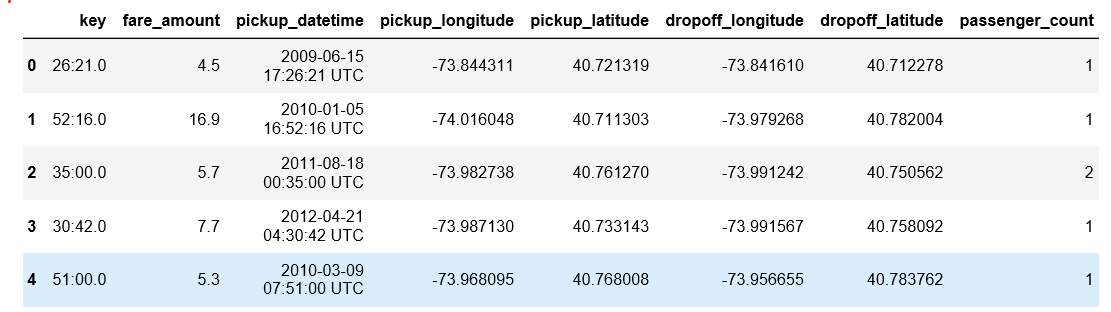 key fare_amount pickup_datetime pickup_longitude pickup_latitude dropoff_longitude dropoff_latitude passenger_count
0 26:21.0 4.5 2009-06-15 17:26:21 UTC -73.844311 40.721319 -73.841610 40.712278 1
1 52:16.0 16.9 2010-01-05 16:52:16 UTC -74.016048 40.711303 -73.979268 40.782004 1
2 35:00.0 5.7 2011-08-18 00:35:00 UTC -73.982738 40.761270 -73.991242 40.750562 2
3 30:42.0 7.7 2012-04-21 04:30:42 UTC -73.987130 40.733143 -73.991567 40.758092 1
4 51:00.0 5.3 2010-03-09 07:51:00 UTC -73.968095 40.768008 -73.956655 40.783762 1